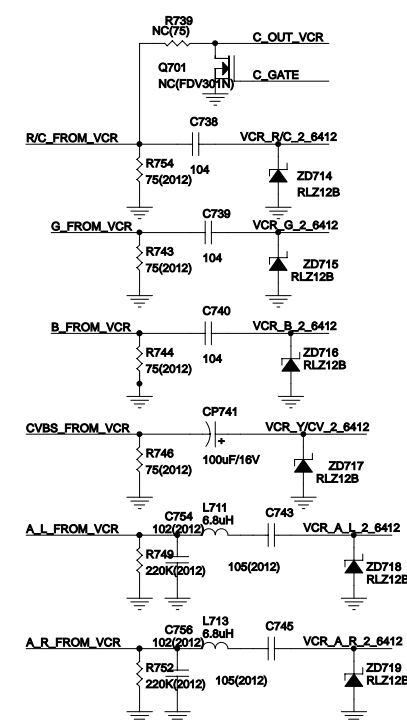 R739
NC(75)
C_OUT_VCR
Q701
NC(FDV301N)
C_GATE
R/C_FROM_VCR
C738
VCR_R/C_2_6412
R754
75(2012)
104
ZD714
RLZ12B
G_FROM_VCR
C739
VCR_G_2_6412
R743
75(2012)
104
ZD715
RLZ12B
B_FROM_VCR
C740
VCR_B_2_6412
R744
75(2012)
104
ZD716
RLZ12B
CVBS_FROM_VCR
CP741
VCR_Y/CV_2_6412
R746
75(2012)
+
100uF/16V
ZD717
RLZ12B
A_L_FROM_VCR
C754
102(2012)
L711
6.8uH
C743
VCR_A_L_2_6412
R749
220K(2012)
105(2012)
ZD718
RLZ12B
A_R_FROM_VCR
C756
102(2012)
L713
6.8uH
C745
VCR_A_R_2_6412
R752
220K(2012)
105(2012)
ZD719
RLZ12B